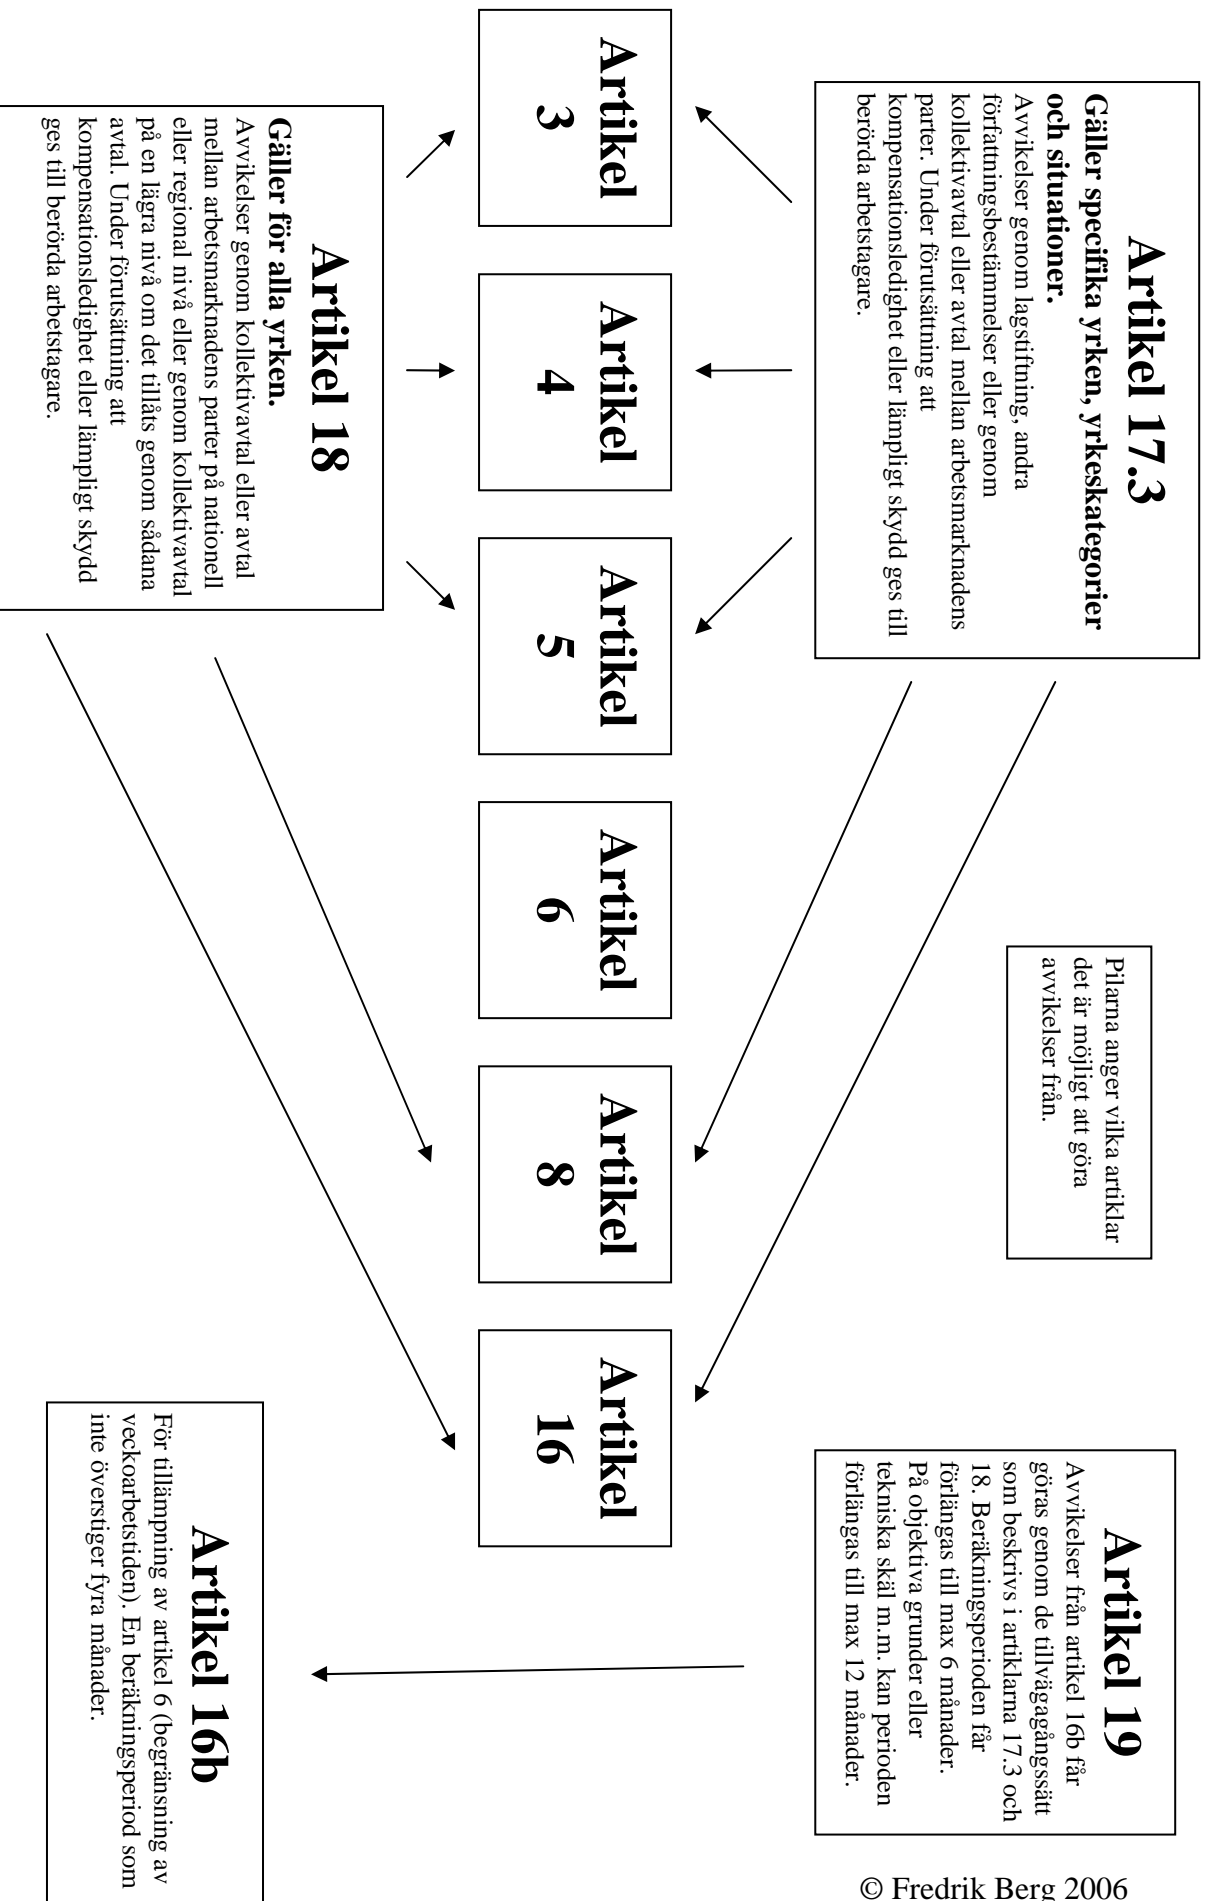 Artikel 17.3
Gäller specifika yrken, yrkeskategorier
och situationer.
Avvikelser genom lagstiftning, andra
författningsbestämmelser eller genom
kollektivavtal eller avtal mellan arbetsmarknadens
parter. Under förutsättning att
kompensationsledighet eller lämpligt skydd ges till
berörda arbetstagare.
Pilarna anger vilka artiklar
det är möjligt att göra
avvikelser från.
Artikel 19
Avvikelser från artikel 16b får
göras genom de tillvägagångssätt
som beskrivs i artiklarna 17.3 och
18. Beräkningsperioden får
förlängas till max 6 månader.
På objektiva grunder eller
tekniska skäl m.m. kan perioden
förlängas till max 12 månader.
Artikel
3
Artikel
4
Artikel
5
Artikel
6
Artikel
8
Artikel
16
Artikel 18
Gäller för alla yrken.
Avvikelser genom kollektivavtal eller avtal
mellan arbetsmarknadens parter på nationell
eller regional nivå eller genom kollektivavtal
på en lägra nivå om det tillåts genom sådana
avtal. Under förutsättning att
kompensationsledighet eller lämpligt skydd
ges till berörda arbetstagare.
Artikel 16b
För tillämpning av artikel 6 (begränsning av
veckoarbetstiden). En beräkningsperiod som
inte överstiger fyra månader.
© Fredrik Berg 2006